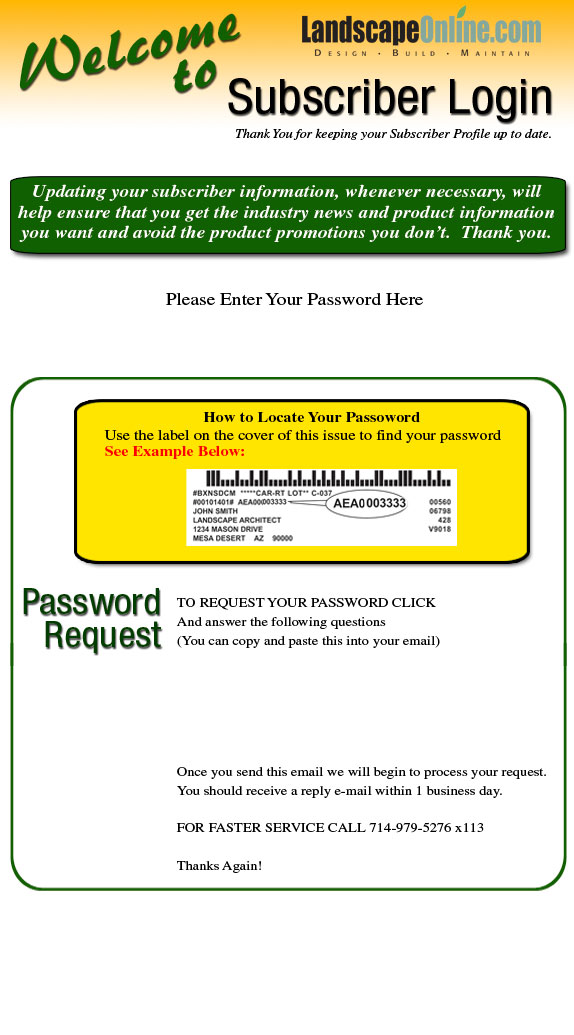 Welcome
to
LandscapeOnline.com
Design • Build • Maintain
Subscriber Login
Thank You for keeping your Subscriber Profile up to date.
Updating your subscriber information, whenever necessary, will
help ensure that you get the industry news and product information
you want and avoid the product promotions you don't. Thank you.
Please Enter Your Password Here
How to Locate Your Passoword
Use the label on the cover of this issue to find your password
See Example Below:
#BXNSDCM *****CAR-RT LOT** C-037
#00101401# AEA00003333 AEA0003333 00560
JOHN SMITH 06798
LANDSCAPE ARCHITECT 428
1234 MASON DRIVE V9018
MESA DESERT AZ 90000
Password
Request
TO REQUEST YOUR PASSWORD CLICK
And answer the following questions
(You can copy and paste this into your email)
Once you send this email we will begin to process your request.
You should receive a reply e-mail within 1 business day.
FOR FASTER SERVICE CALL 714-979-5276 x113
Thanks Again!